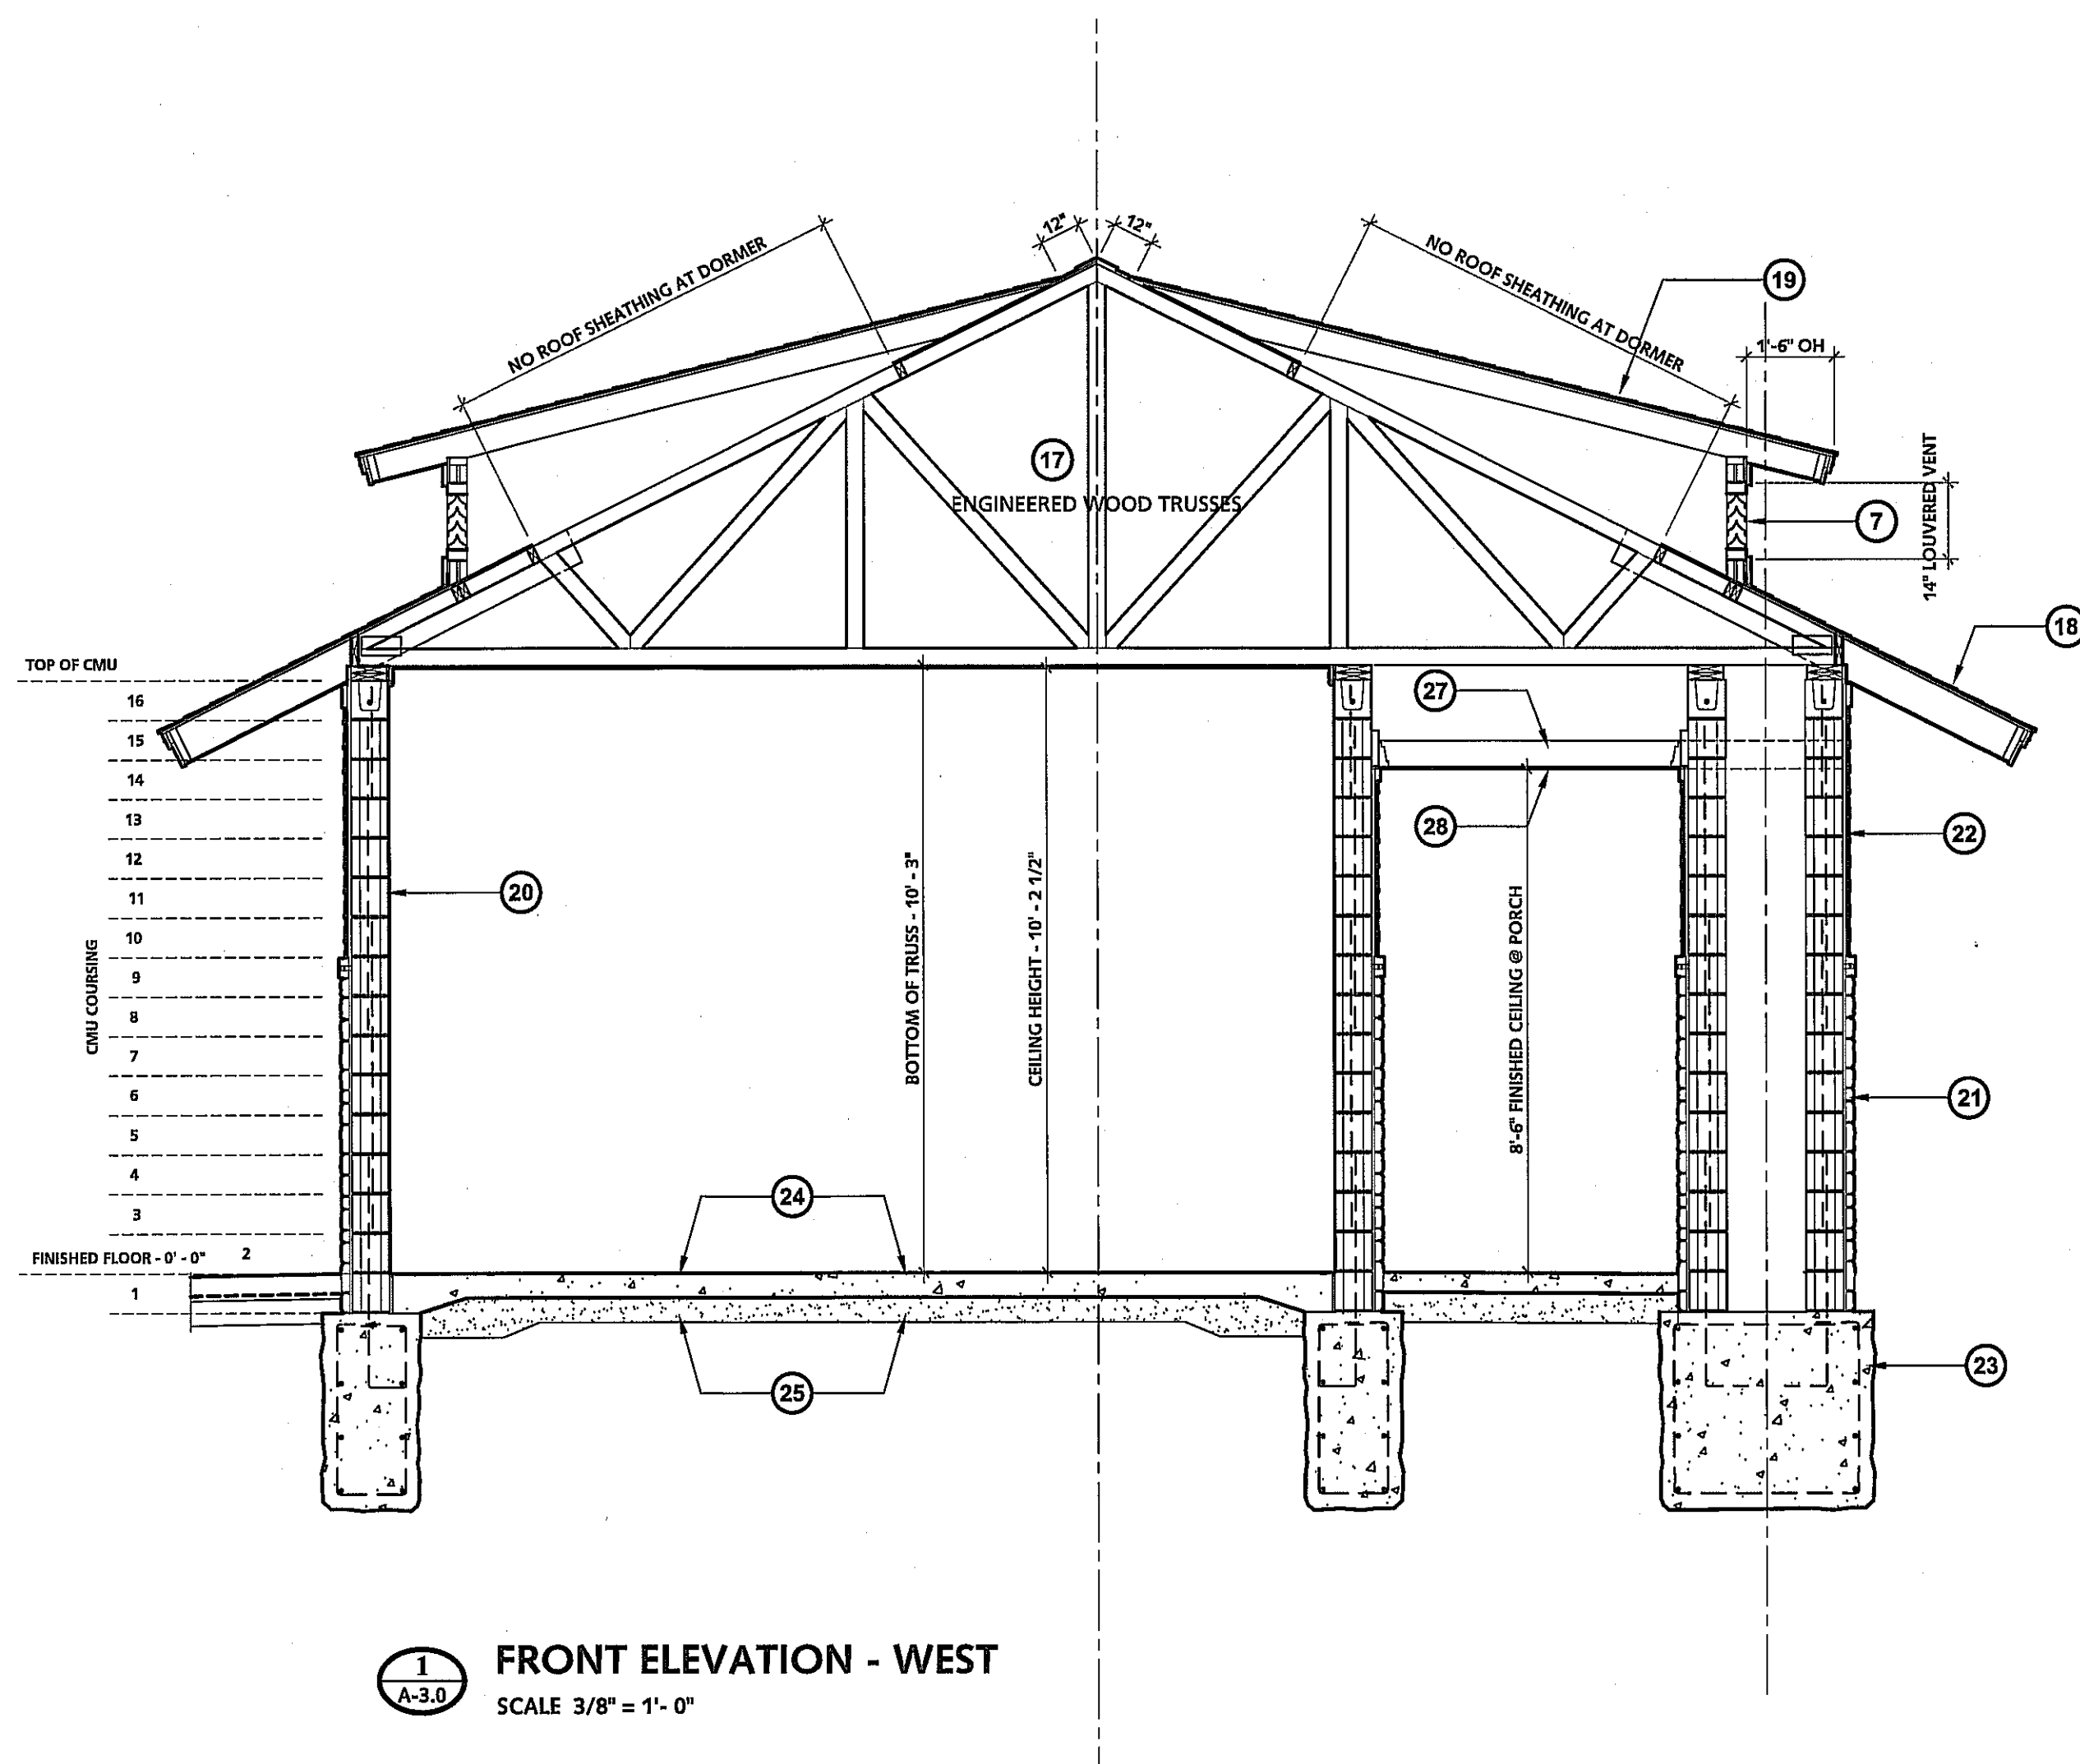 12"
12"
NO ROOF SHEATHING AT DORMER
NO ROOF SHEATHING AT DORMER
19
1'-6" OH
17
ENGINEERED WOOD TRUSSES
7
14" LOUVERED VENT
18
TOP OF CMU
16
15
14
13
12
11
10
9
8
7
6
5
4
3
2
1
CMU COURSING
FINISHED FLOOR - 0' - 0"
27
28
22
20
BOTTOM OF TRUSS - 10' - 3"
CEILING HEIGHT - 10' - 2 1/2"
8'-6" FINISHED CEILING @ PORCH
21
24
25
23
1
A-3.0
FRONT ELEVATION - WEST
SCALE 3/8" = 1'- 0"